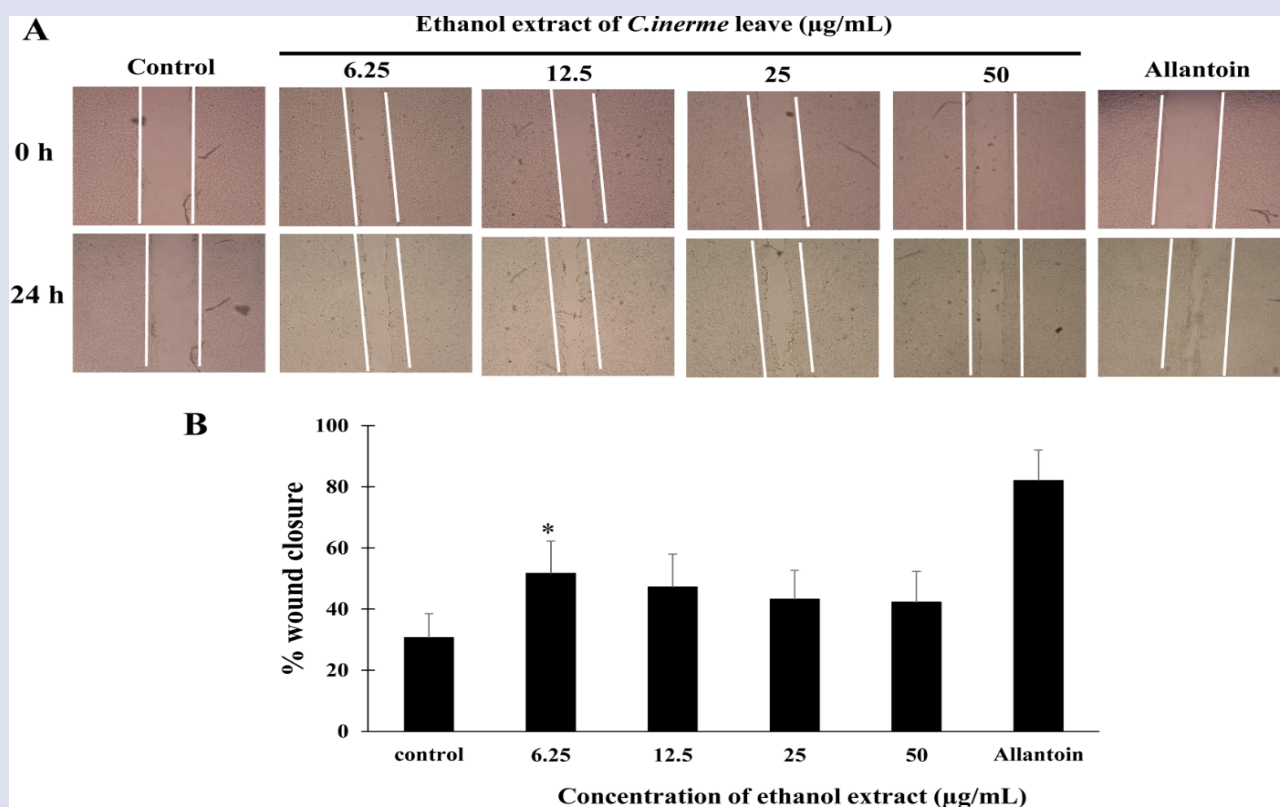 A
Ethanol extract of C.inerme leave (µg/mL)
Control
6.25
12.5
25
50
Allantoin
0 h
24 h
B
100
80
60
40
20
0
% wound closure
*
control
6.25
12.5
25
50
Allantoin
Concentration of ethanol extract (µg/mL)